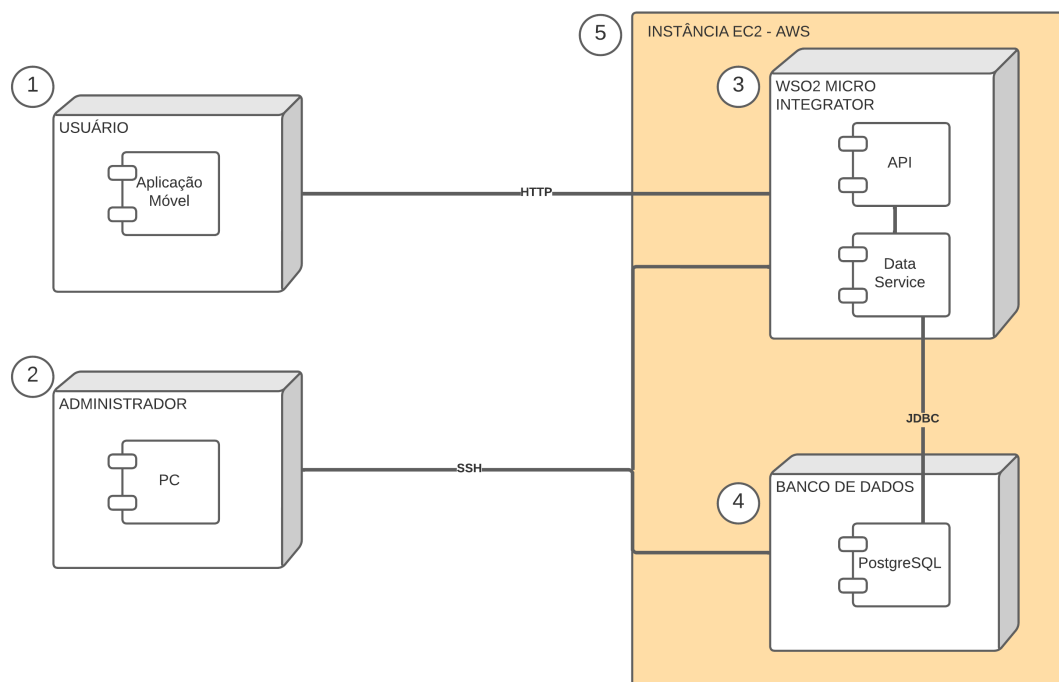 5
INSTÂNCIA EC2 - AWS
1
USUÁRIO
Aplicação
Móvel
HTTP
3
WSO2 MICRO
INTEGRATOR
API
Data
Service
2
ADMINISTRADOR
PC
SSH
JDBC
4
BANCO DE DADOS
PostgreSQL